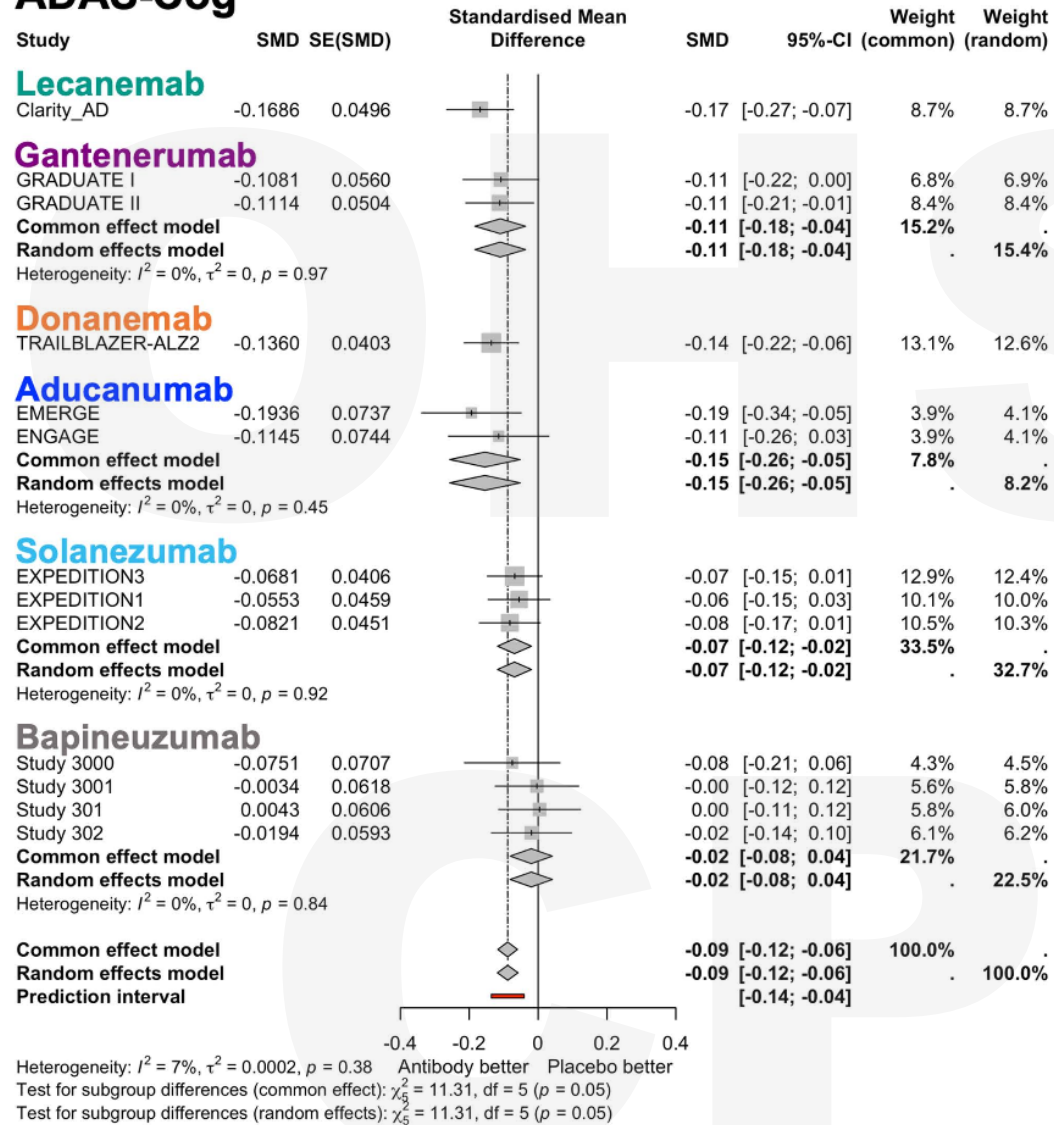 ADAS-Cog
Standardised Mean Weight Weight
Study SMD SE(SMD) Difference SMD 95%-CI (common) (random)
Lecanemab
Clarity_AD -0.1686 0.0496 -0.17 [-0.27; -0.07] 8.7% 8.7%
Gantenerumab
GRADUATE I -0.1081 0.0560 -0.11 [-0.22; 0.00] 6.8% 6.9%
GRADUATE II -0.1114 0.0504 -0.11 [-0.21; -0.01] 8.4% 8.4%
Common effect model -0.11 [-0.18; -0.04] 15.2% .
Random effects model -0.11 [-0.18; -0.04] . 15.4%
Heterogeneity: I² = 0%, τ² = 0, p = 0.97
Donanemab
TRAILBLAZER-ALZ2 -0.1360 0.0403 -0.14 [-0.22; -0.06] 13.1% 12.6%
Aducanumab
EMERGE -0.1936 0.0737 -0.19 [-0.34; -0.05] 3.9% 4.1%
ENGAGE -0.1145 0.0744 -0.11 [-0.26; 0.03] 3.9% 4.1%
Common effect model -0.15 [-0.26; -0.05] 7.8% .
Random effects model -0.15 [-0.26; -0.05] . 8.2%
Heterogeneity: I² = 0%, τ² = 0, p = 0.45
Solanezumab
EXPEDITION3 -0.0681 0.0406 -0.07 [-0.15; 0.01] 12.9% 12.4%
EXPEDITION1 -0.0553 0.0459 -0.06 [-0.15; 0.03] 10.1% 10.0%
EXPEDITION2 -0.0821 0.0451 -0.08 [-0.17; 0.01] 10.5% 10.3%
Common effect model -0.07 [-0.12; -0.02] 33.5% .
Random effects model -0.07 [-0.12; -0.02] . 32.7%
Heterogeneity: I² = 0%, τ² = 0, p = 0.92
Bapineuzumab
Study 3000 -0.0751 0.0707 -0.08 [-0.21; 0.06] 4.3% 4.5%
Study 3001 -0.0034 0.0618 -0.00 [-0.12; 0.12] 5.6% 5.8%
Study 301 0.0043 0.0606 0.00 [-0.11; 0.12] 5.8% 6.0%
Study 302 -0.0194 0.0593 -0.02 [-0.14; 0.10] 6.1% 6.2%
Common effect model -0.02 [-0.08; 0.04] 21.7% .
Random effects model -0.02 [-0.08; 0.04] . 22.5%
Heterogeneity: I² = 0%, τ² = 0, p = 0.84
Common effect model -0.09 [-0.12; -0.06] 100.0% .
Random effects model -0.09 [-0.12; -0.06] . 100.0%
Prediction interval [-0.14; -0.04]
-0.4 -0.2 0 0.2 0.4
Heterogeneity: I² = 7%, τ² = 0.0002, p = 0.38 Antibody better Placebo better
Test for subgroup differences (common effect): χ²₅ = 11.31, df = 5 (p = 0.05)
Test for subgroup differences (random effects): χ²₅ = 11.31, df = 5 (p = 0.05)